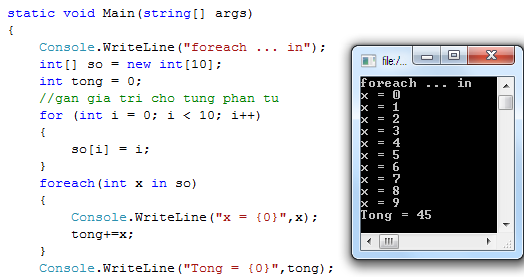 static void Main(string[] args)
{
    Console.WriteLine("foreach ... in");
    int[] so = new int[10];
    int tong = 0;
    //gan gia tri cho tung phan tu
    for (int i = 0; i < 10; i++)
    {
        so[i] = i;
    }
    foreach(int x in so)
    {
        Console.WriteLine("x = {0}",x);
        tong+=x;
    }
    Console.WriteLine("Tong = {0}",tong);
file:/...
foreach ... in
x = 0
x = 1
x = 2
x = 3
x = 4
x = 5
x = 6
x = 7
x = 8
x = 9
Tong = 45